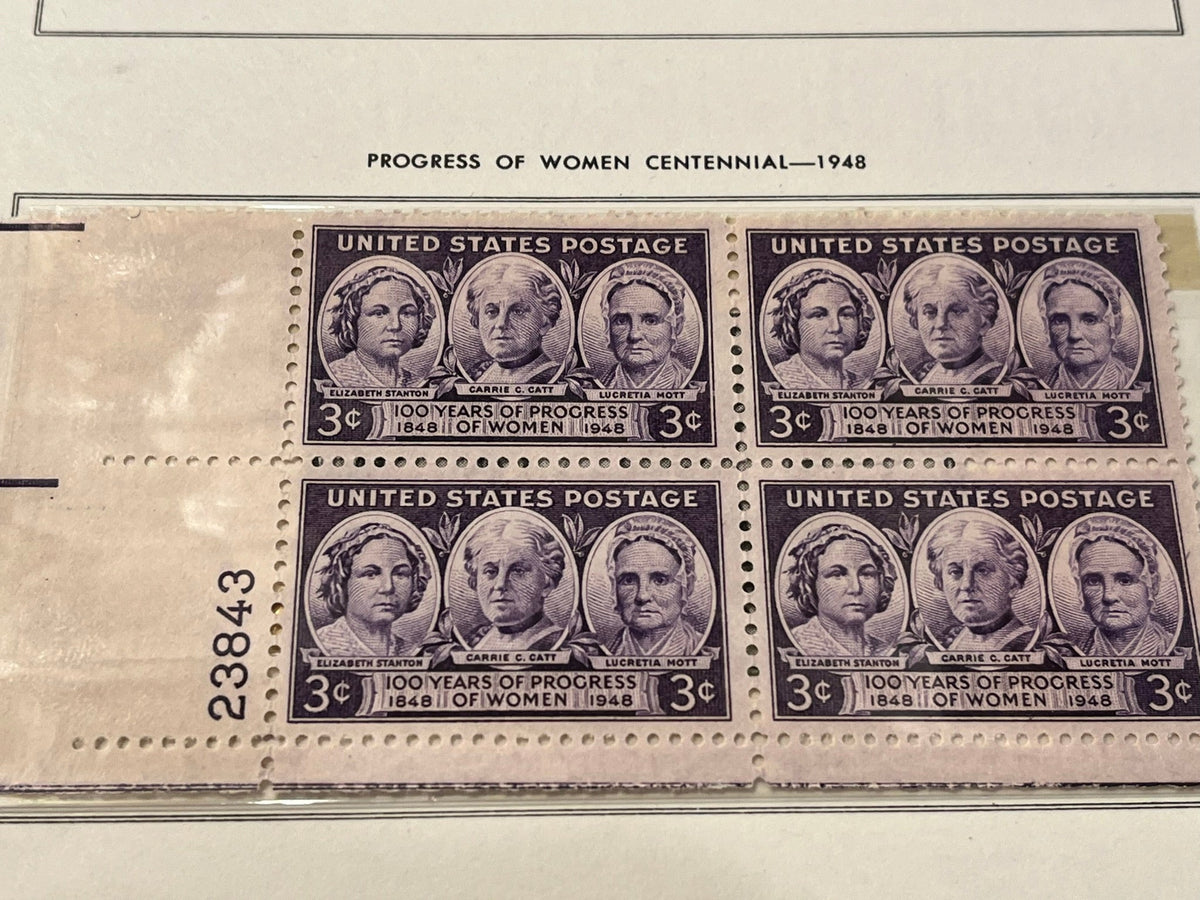 PROGRESS OF WOMEN CENTENNIAL—1948
UNITED STATES POSTAGE
ELIZABETH STANTON CARRIE C. CATT LUCRETIA MOTT
3¢ 100 YEARS OF PROGRESS 3¢
1848 OF WOMEN 1948
UNITED STATES POSTAGE
ELIZABETH STANTON CARRIE C. CATT LUCRETIA MOTT
3¢ 100 YEARS OF PROGRESS 3¢
1848 OF WOMEN 1948
23843
UNITED STATES POSTAGE
ELIZABETH STANTON CARRIE C. CATT LUCRETIA MOTT
3¢ 100 YEARS OF PROGRESS 3¢
1848 OF WOMEN 1948
UNITED STATES POSTAGE
ELIZABETH STANTON CARRIE C. CATT LUCRETIA MOTT
3¢ 100 YEARS OF PROGRESS 3¢
1848 OF WOMEN 1948